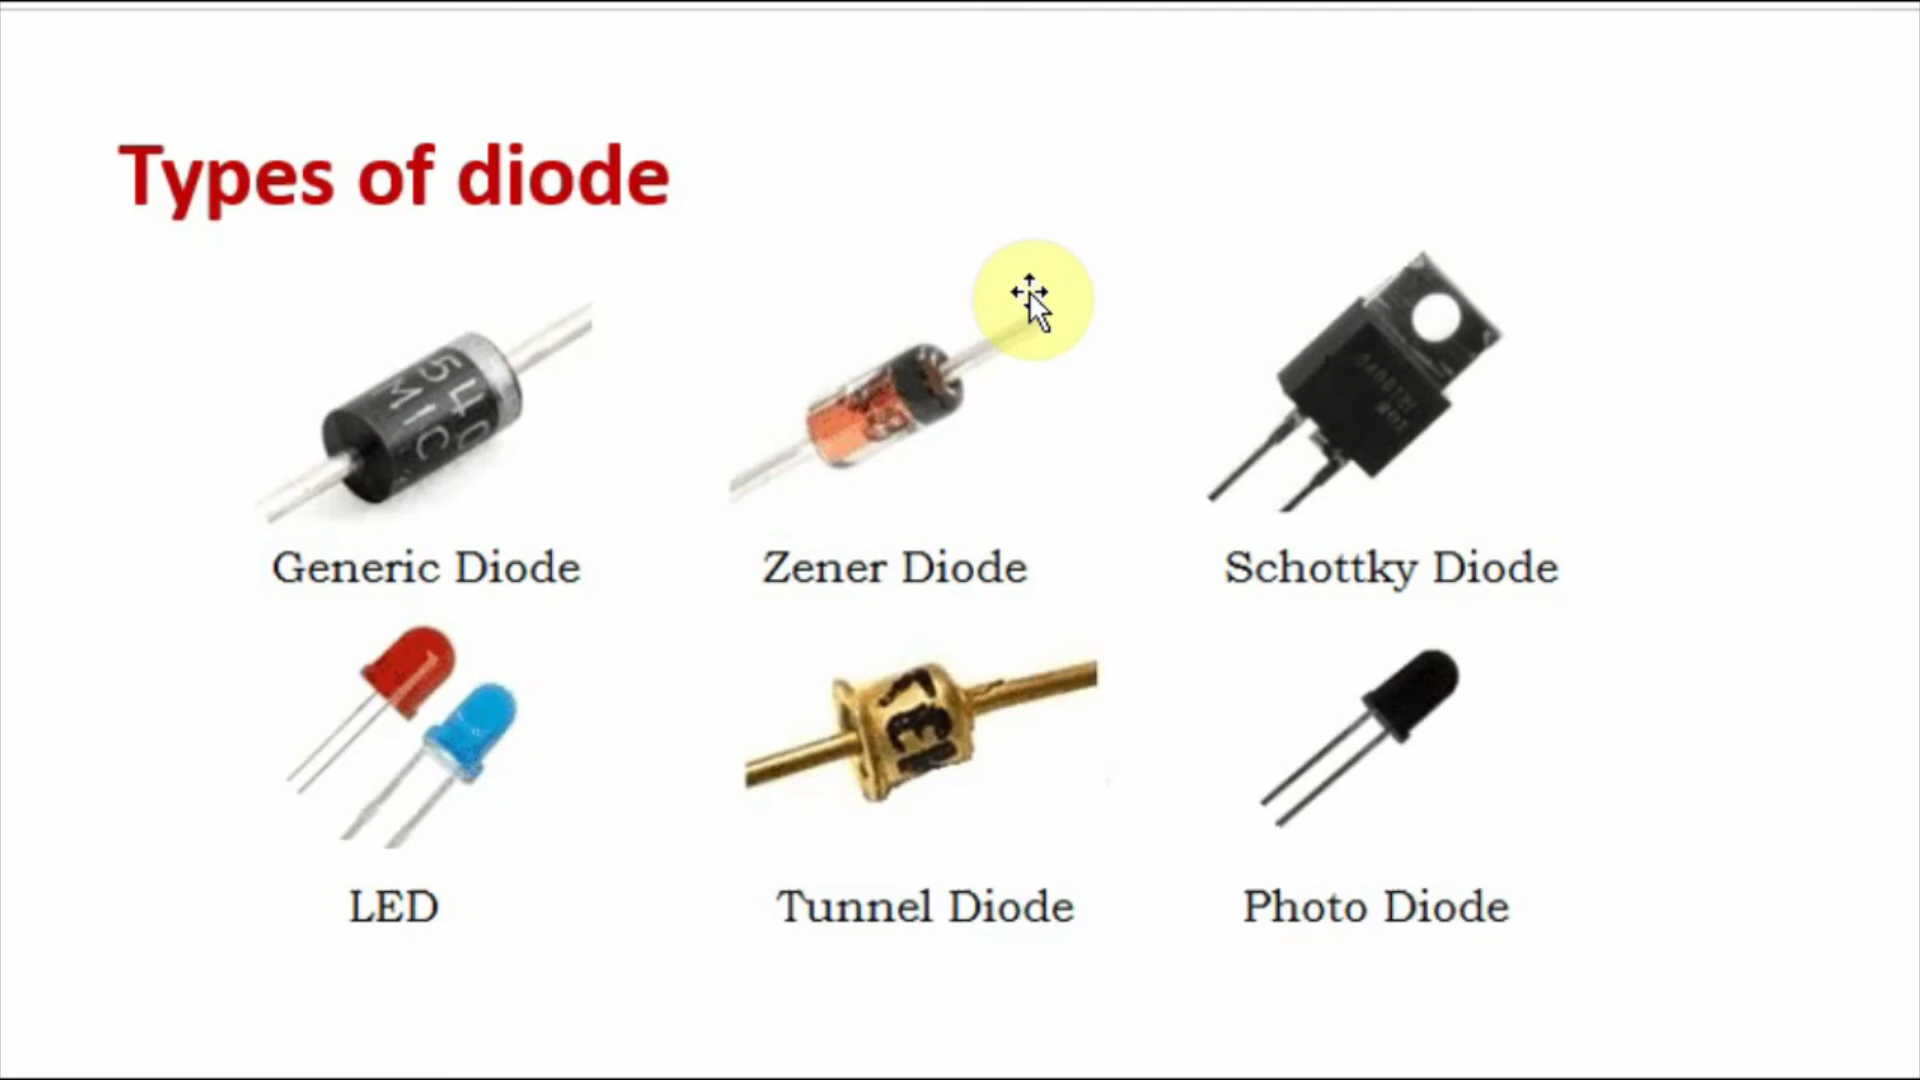 Types of diode
Generic Diode
Zener Diode
Schottky Diode
LED
Tunnel Diode
Photo Diode